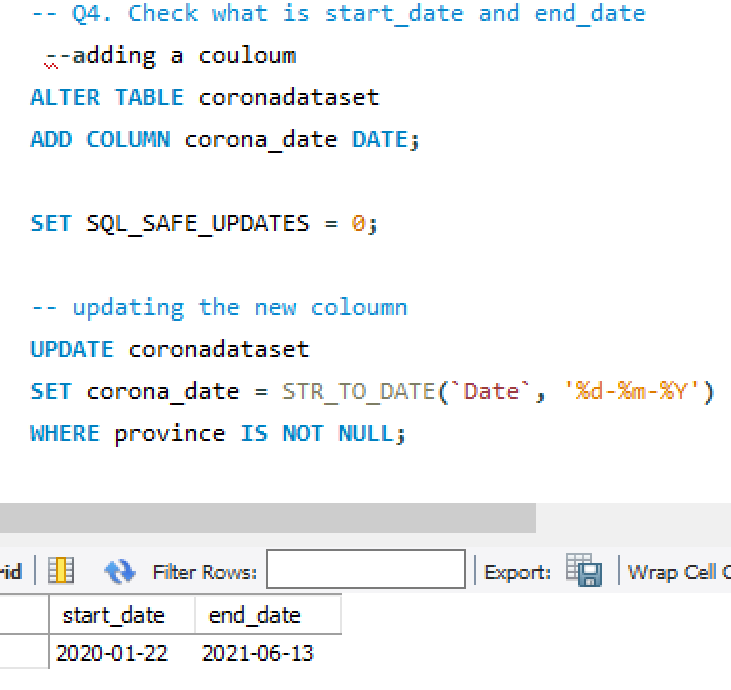 -- Q4. Check what is start_date and end_date
--adding a couloum
ALTER TABLE coronadataset
ADD COLUMN corona_date DATE;
SET SQL_SAFE_UPDATES = 0;
-- updating the new coloumn
UPDATE coronadataset
SET corona_date = STR_TO_DATE(`Date`, '%d-%m-%Y')
WHERE province IS NOT NULL;
rid Filter Rows: Export: Wrap Cell C
start_date end_date
2020-01-22 2021-06-13